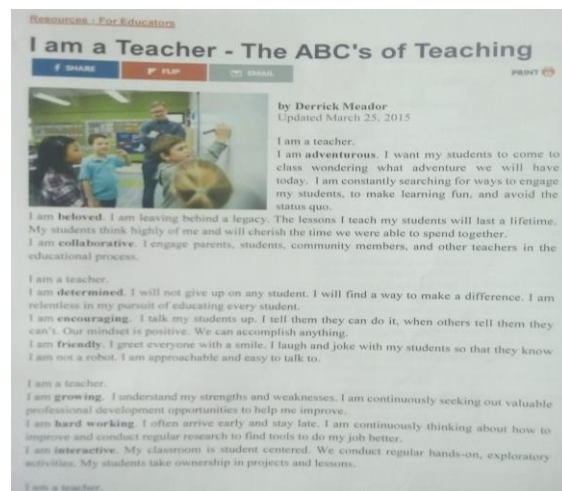 Resources - For Educators
I am a Teacher - The ABC's of Teaching
f SHARE
FLIP
EMAIL
PRINT
by Derrick Meador
Updated March 25, 2015
I am a teacher.
I am adventurous. I want my students to come to
class wondering what adventure we will have
today. I am constantly searching for ways to engage
my students, to make learning fun, and avoid the
status quo.
I am beloved. I am leaving behind a legacy. The lessons I teach my students will last a lifetime.
My students think highly of me and will cherish the time we were able to spend together.
I am collaborative. I engage parents, students, community members, and other teachers in the
educational process.
I am a teacher.
I am determined. I will not give up on any student. I will find a way to make a difference. I am
relentless in my pursuit of educating every student.
I am encouraging. I talk my students up. I tell them they can do it, when others tell them they
can't. Our mindset is positive. We can accomplish anything.
I am friendly. I greet everyone with a smile. I laugh and joke with my students so that they know
I am not a robot. I am approachable and easy to talk to.
I am a teacher.
I am growing. I understand my strengths and weaknesses. I am continuously seeking out valuable
professional development opportunities to help me improve.
I am hard working. I often arrive early and stay late. I am continuously thinking about how to
improve and conduct regular research to find tools to do my job better.
I am interactive. My classroom is student centered. We conduct regular hands-on, exploratory
activities. My students take ownership in projects and lessons.
I am a teacher.